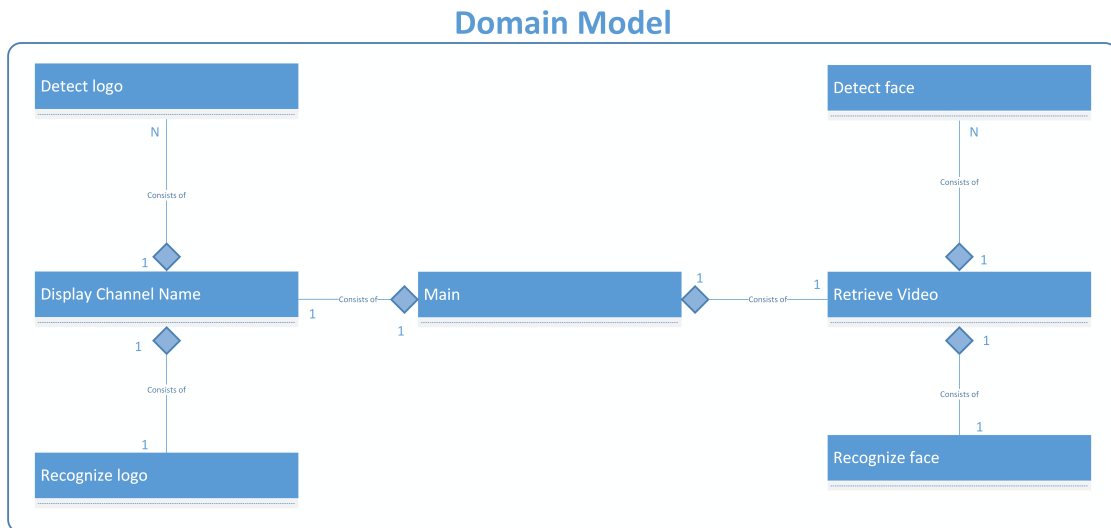 Domain Model
Detect logo
Detect face
N
N
Consists of
Consists of
1
1
Display Channel Name
Consists of
Main
1
Consists of
1
Retrieve Video
1
1
1
1
Consists of
Consists of
1
1
Recognize logo
Recognize face